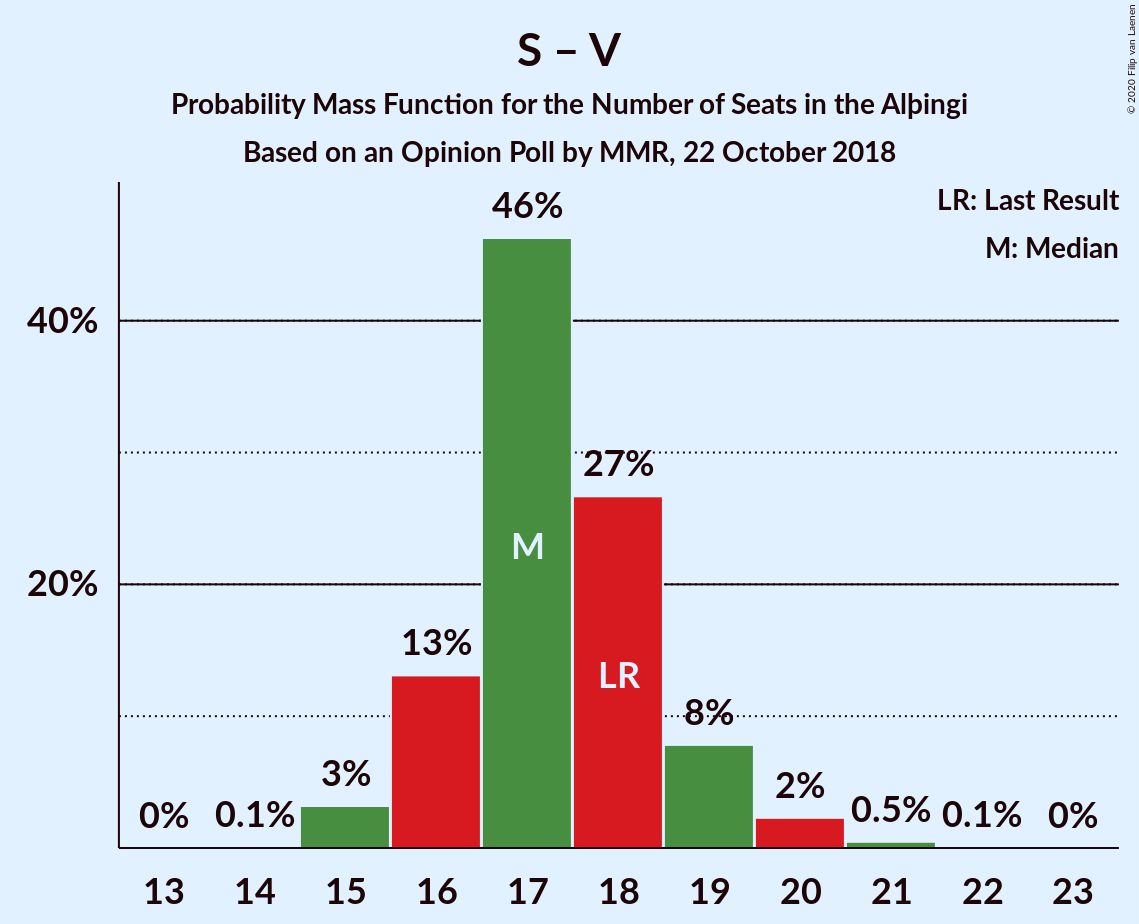 S – V
Probability Mass Function for the Number of Seats in the Alþingi
Based on an Opinion Poll by MMR, 22 October 2018
© 2020 Filip van Laenen
LR: Last Result
M: Median
40%
20%
0%
0.1%
3%
13%
46%
27%
8%
2%
0.5%
0.1%
0%
M
LR
13 14 15 16 17 18 19 20 21 22 23